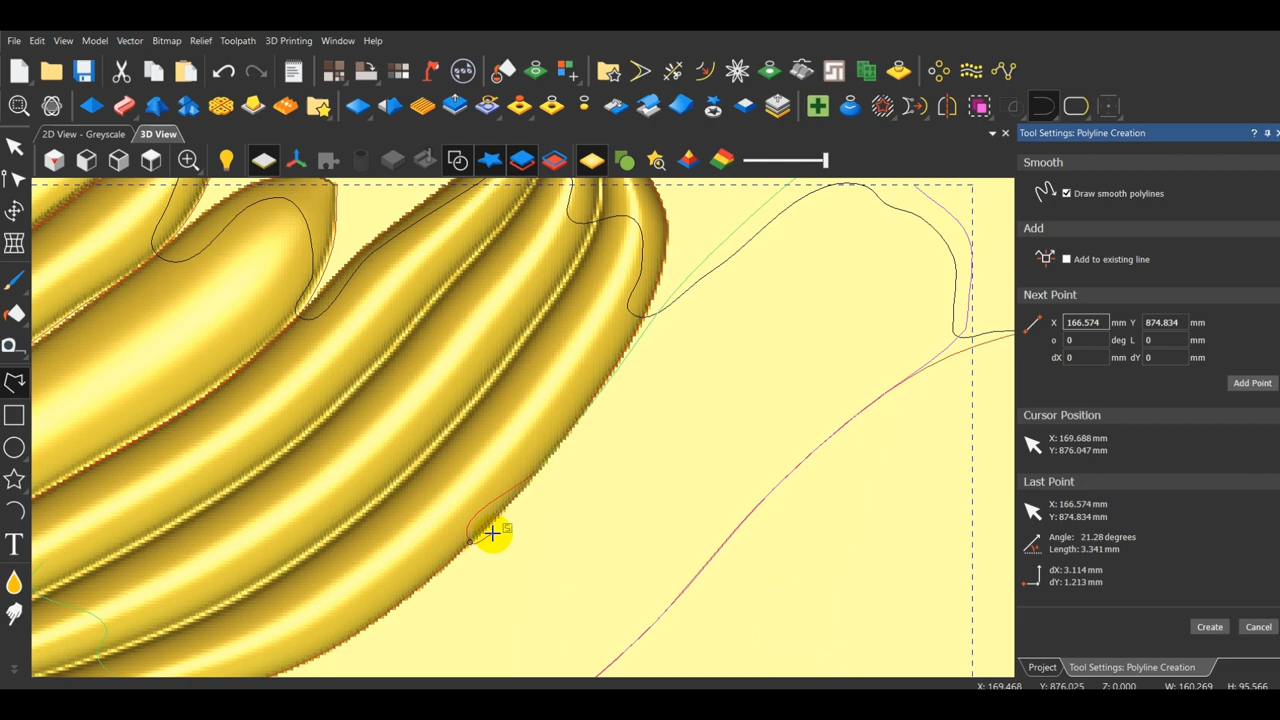 File Edit View Model Vector Bitmap Relief Toolpath 3D Printing Window Help
2D View - Greyscale 3D View
Tool Settings: Polyline Creation ?
Smooth
Draw smooth polylines
Add
Add to existing line
Next Point
X 166.574 mm Y 874.834 mm
o 0 deg L 0 mm
dX 0 mm dY 0 mm
Add Point
Cursor Position
X: 169.688 mm
Y: 876.047 mm
Last Point
X: 166.574 mm
Y: 874.834 mm
Angle: 21.28 degrees
Length: 3.341 mm
dX: 3.114 mm
dY: 1.213 mm
Create Cancel
Project Tool Settings: Polyline Creation
X: 169.468 Y: 876.025 Z: 0.000 W: 160.269 H: 95.566
T
S